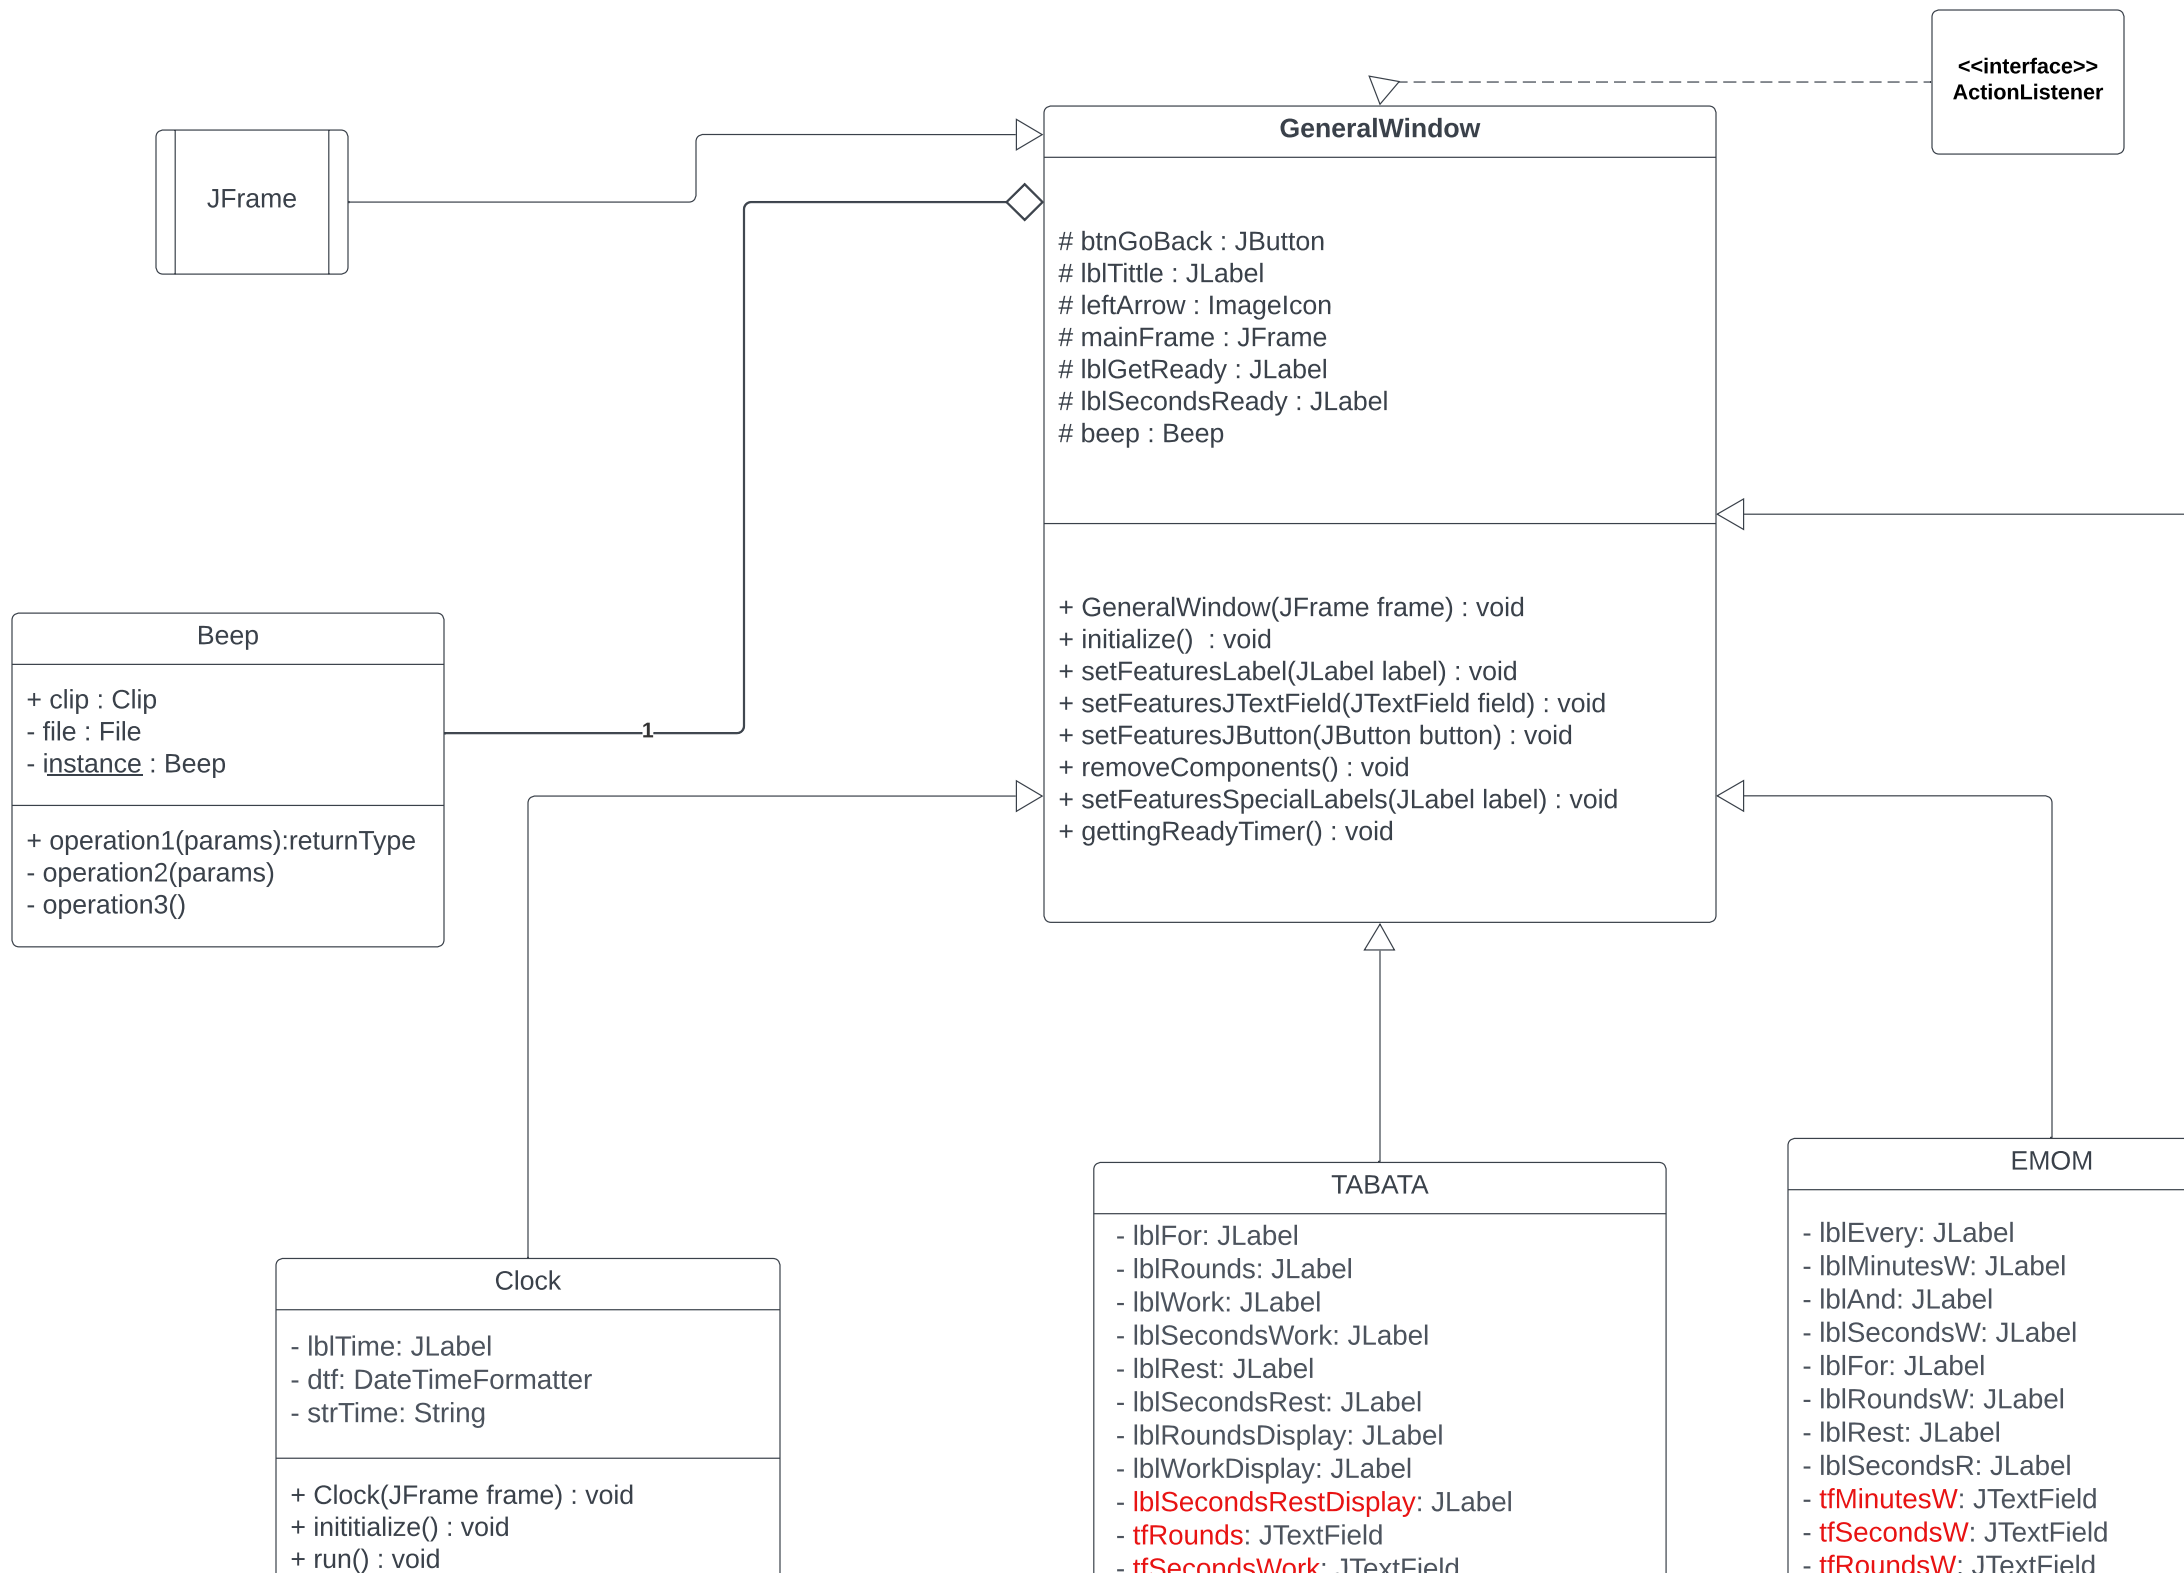 <<interface>>
ActionListener
JFrame
GeneralWindow
# btnGoBack : JButton
# lblTittle : JLabel
# leftArrow : ImageIcon
# mainFrame : JFrame
# lblGetReady : JLabel
# lblSecondsReady : JLabel
# beep : Beep
+ GeneralWindow(JFrame frame) : void
+ initialize()  : void
+ setFeaturesLabel(JLabel label) : void
+ setFeaturesJTextField(JTextField field) : void
+ setFeaturesJButton(JButton button) : void
+ removeComponents() : void
+ setFeaturesSpecialLabels(JLabel label) : void
+ gettingReadyTimer() : void
Beep
+ clip : Clip
- file : File
- instance : Beep
+ operation1(params):returnType
- operation2(params)
- operation3()
1
Clock
- lblTime: JLabel
- dtf: DateTimeFormatter
- strTime: String
+ Clock(JFrame frame) : void
+ inititialize() : void
+ run() : void
TABATA
- lblFor: JLabel
- lblRounds: JLabel
- lblWork: JLabel
- lblSecondsWork: JLabel
- lblRest: JLabel
- lblSecondsRest: JLabel
- lblRoundsDisplay: JLabel
- lblWorkDisplay: JLabel
- lblSecondsRestDisplay: JLabel
- tfRounds: JTextField
- tfSecondsWork: JTextField
EMOM
- lblEvery: JLabel
- lblMinutesW: JLabel
- lblAnd: JLabel
- lblSecondsW: JLabel
- lblFor: JLabel
- lblRoundsW: JLabel
- lblRest: JLabel
- lblSecondsR: JLabel
- tfMinutesW: JTextField
- tfSecondsW: JTextField
- tfRoundsW: JTextField